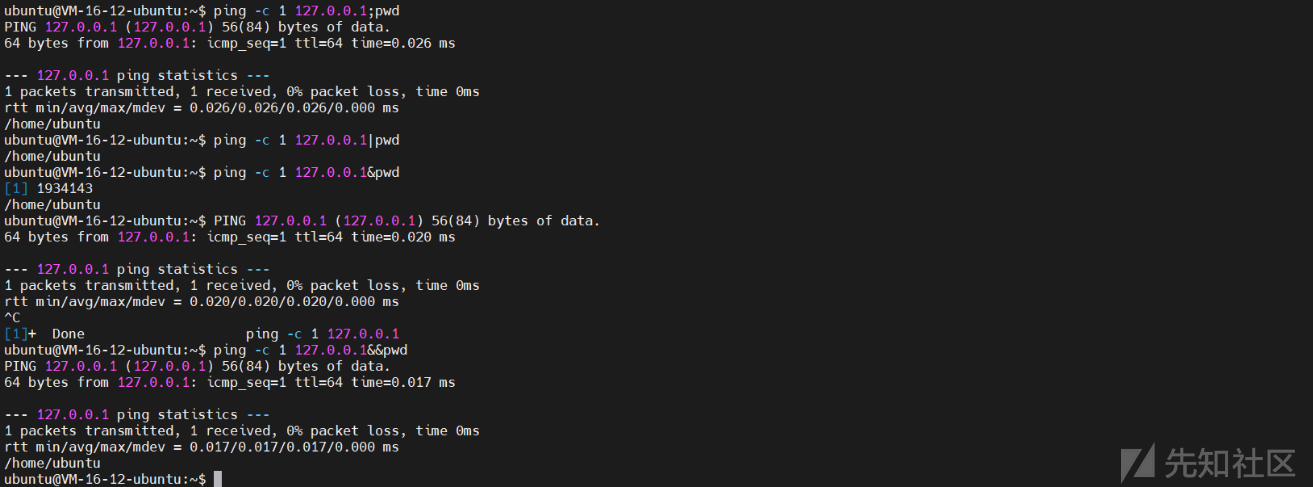 ubuntu@VM-16-12-ubuntu:~$ ping -c 1 127.0.0.1;pwd
PING 127.0.0.1 (127.0.0.1) 56(84) bytes of data.
64 bytes from 127.0.0.1: icmp_seq=1 ttl=64 time=0.026 ms

--- 127.0.0.1 ping statistics ---
1 packets transmitted, 1 received, 0% packet loss, time 0ms
rtt min/avg/max/mdev = 0.026/0.026/0.026/0.000 ms
/home/ubuntu
ubuntu@VM-16-12-ubuntu:~$ ping -c 1 127.0.0.1|pwd
/home/ubuntu
ubuntu@VM-16-12-ubuntu:~$ ping -c 1 127.0.0.1&pwd
[1] 1934143
/home/ubuntu
ubuntu@VM-16-12-ubuntu:~$ PING 127.0.0.1 (127.0.0.1) 56(84) bytes of data.
64 bytes from 127.0.0.1: icmp_seq=1 ttl=64 time=0.020 ms

--- 127.0.0.1 ping statistics ---
1 packets transmitted, 1 received, 0% packet loss, time 0ms
rtt min/avg/max/mdev = 0.020/0.020/0.020/0.000 ms
^C
[1]+  Done                    ping -c 1 127.0.0.1
ubuntu@VM-16-12-ubuntu:~$ ping -c 1 127.0.0.1&&pwd
PING 127.0.0.1 (127.0.0.1) 56(84) bytes of data.
64 bytes from 127.0.0.1: icmp_seq=1 ttl=64 time=0.017 ms

--- 127.0.0.1 ping statistics ---
1 packets transmitted, 1 received, 0% packet loss, time 0ms
rtt min/avg/max/mdev = 0.017/0.017/0.017/0.000 ms
/home/ubuntu
ubuntu@VM-16-12-ubuntu:~$
先知社区